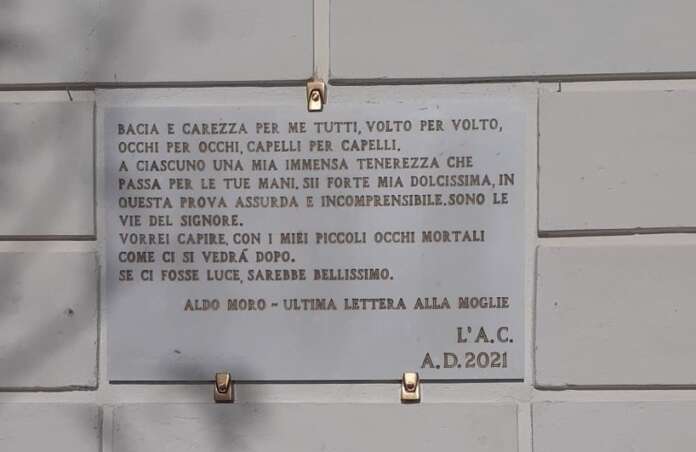 BACIA E CAREZZA PER ME TUTTI, VOLTO PER VOLTO,
OCCHI PER OCCHI, CAPELLI PER CAPELLI.
A CIASCUNO UNA MIA IMMENSA TENEREZZA CHE
PASSA PER LE TUE MANI. SII FORTE MIA DOLCISSIMA, IN
QUESTA PROVA ASSURDA E INCOMPRENSIBILE. SONO LE
VIE DEL SIGNORE.
VORREI CAPIRE, CON I MIEI PICCOLI OCCHI MORTALI
COME CI SI VEDRÁ DOPO.
SE CI FOSSE LUCE, SAREBBE BELLISSIMO.
ALDO MORO - ULTIMA LETTERA ALLA MOGLIE
L'A.C.
A.D. 2021